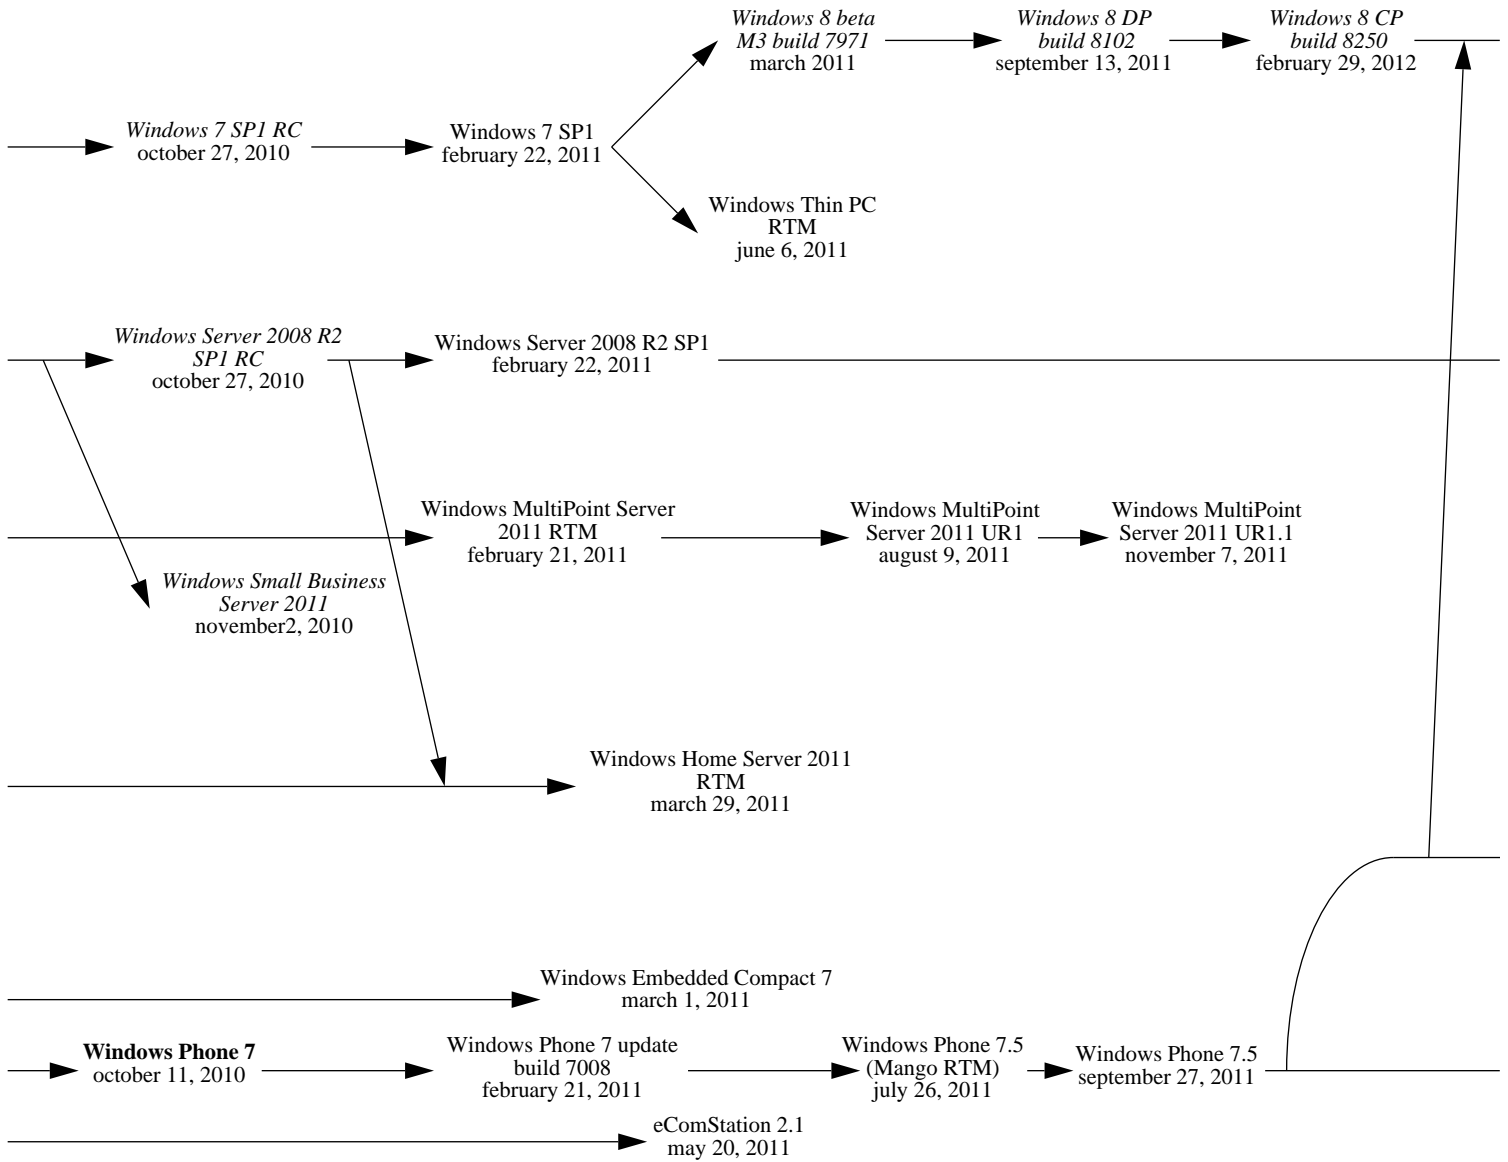 Windows 8 beta
M3 build 7971
march 2011
Windows 8 DP
build 8102
september 13, 2011
Windows 8 CP
build 8250
february 29, 2012
Windows 7 SP1 RC
october 27, 2010
Windows 7 SP1
february 22, 2011
Windows Thin PC
RTM
june 6, 2011
Windows Server 2008 R2
SP1 RC
october 27, 2010
Windows Server 2008 R2 SP1
february 22, 2011
Windows MultiPoint Server
2011 RTM
february 21, 2011
Windows MultiPoint
Server 2011 UR1
august 9, 2011
Windows MultiPoint
Server 2011 UR1.1
november 7, 2011
Windows Small Business
Server 2011
november2, 2010
Windows Home Server 2011
RTM
march 29, 2011
Windows Embedded Compact 7
march 1, 2011
Windows Phone 7
october 11, 2010
Windows Phone 7 update
build 7008
february 21, 2011
Windows Phone 7.5
(Mango RTM)
july 26, 2011
Windows Phone 7.5
september 27, 2011
eComStation 2.1
may 20, 2011